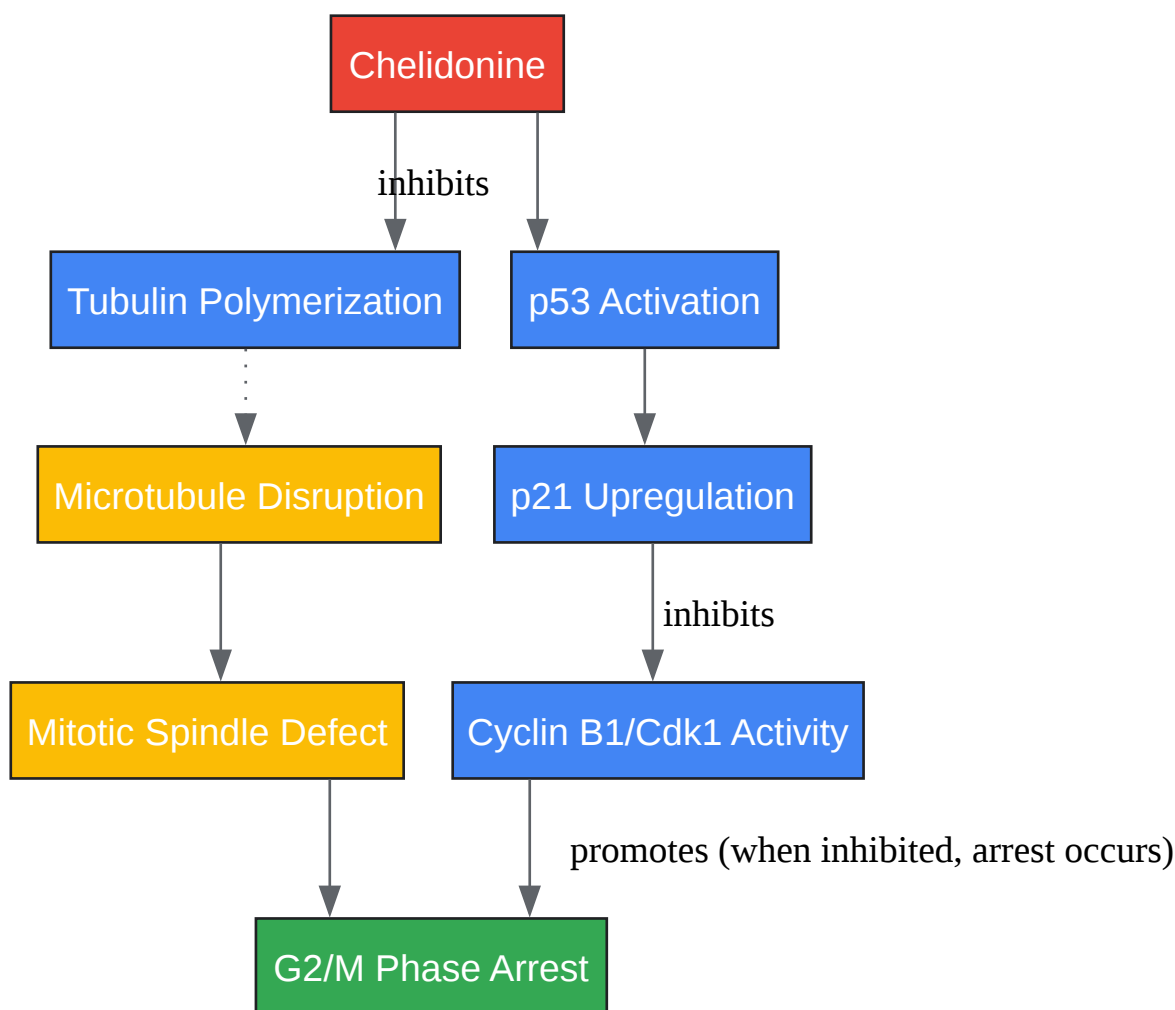 Chelidonine
inhibits
Tubulin Polymerization
p53 Activation
Microtubule Disruption
p21 Upregulation
inhibits
Mitotic Spindle Defect
Cyclin B1/Cdk1 Activity
promotes (when inhibited, arrest occurs)
G2/M Phase Arrest